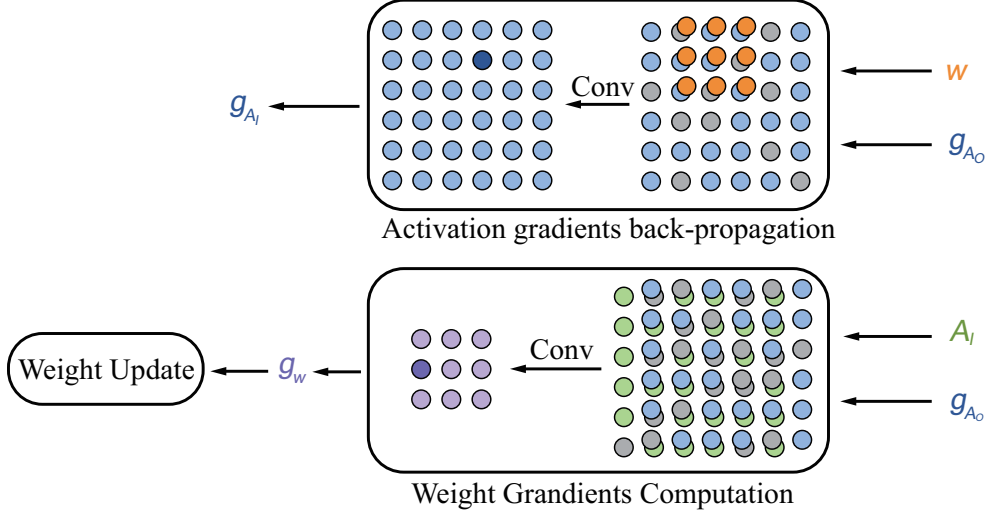 w
Conv
g_{A_I}
g_{A_O}
Activation gradients back-propagation
A_I
Conv
Weight Update
g_w
g_{A_O}
Weight Grandients Computation